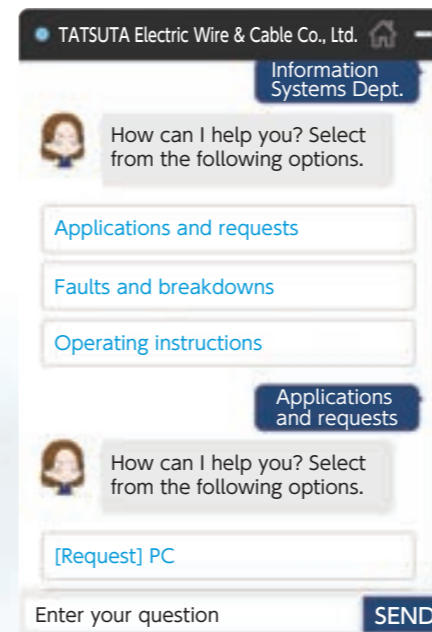 TATSUTA Electric Wire & Cable Co., Ltd.
Information
Systems Dept.
How can I help you? Select
from the following options.
Applications and requests
Faults and breakdowns
Operating instructions
Applications
and requests
How can I help you? Select
from the following options.
[Request] PC
Enter your question
SEND